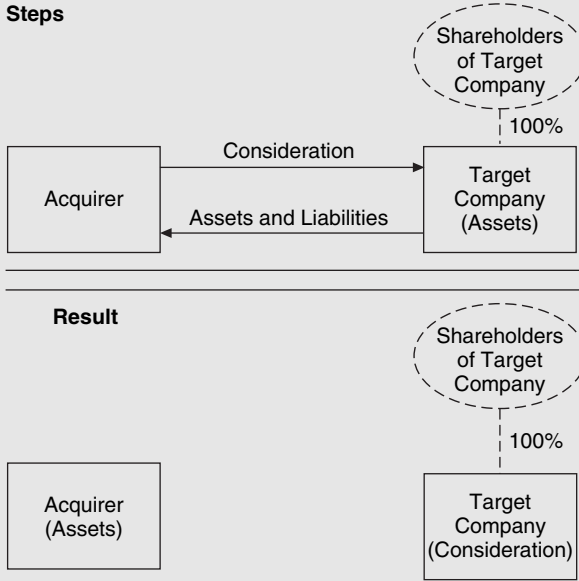 Steps
Shareholders
of Target
Company
100%
Consideration
Acquirer
Target
Company
(Assets)
Assets and Liabilities
Result
Shareholders
of Target
Company
100%
Acquirer
(Assets)
Target
Company
(Consideration)